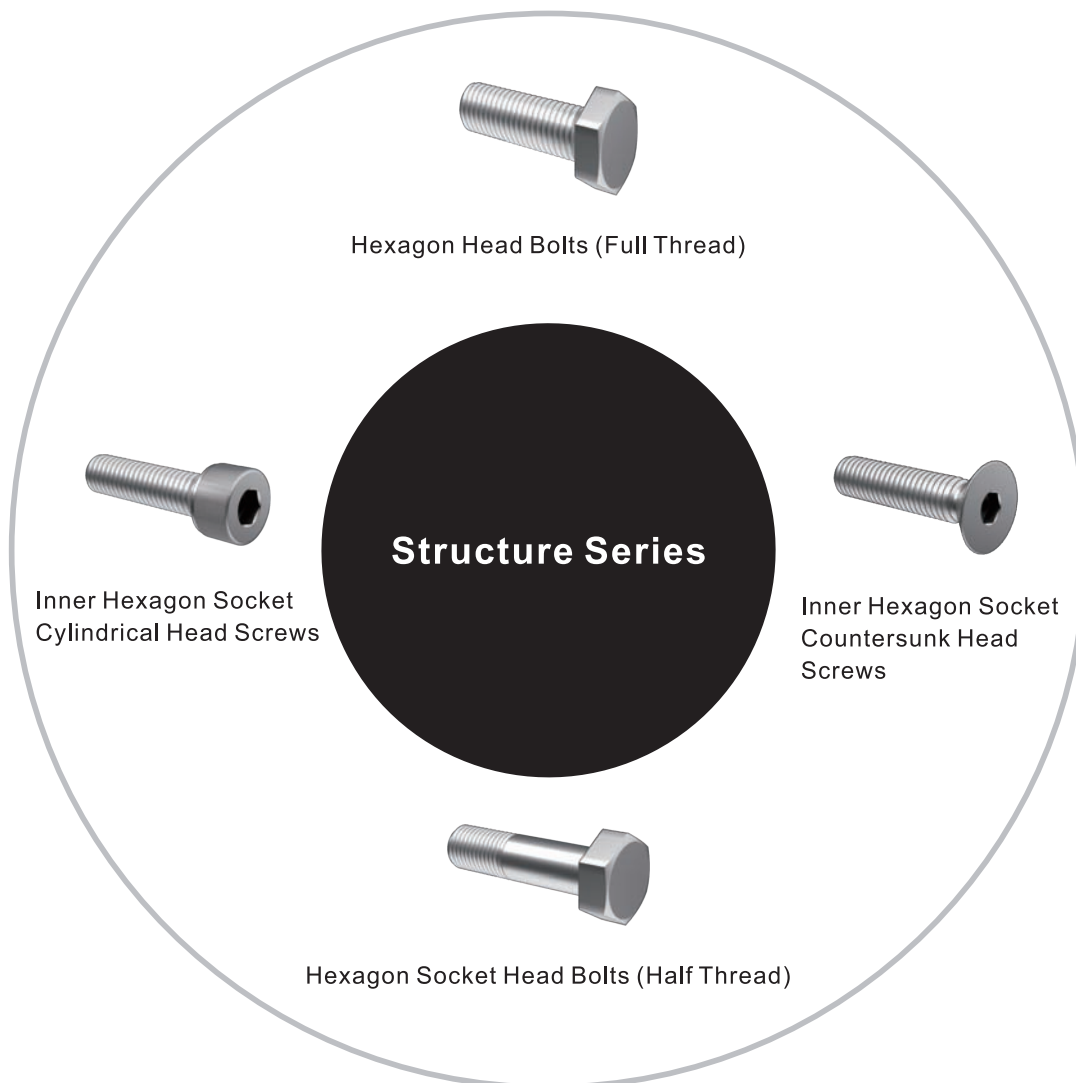 Hexagon Head Bolts (Full Thread)
Structure Series
Inner Hexagon Socket
Cylindrical Head Screws
Inner Hexagon Socket
Countersunk Head
Screws
Hexagon Socket Head Bolts (Half Thread)